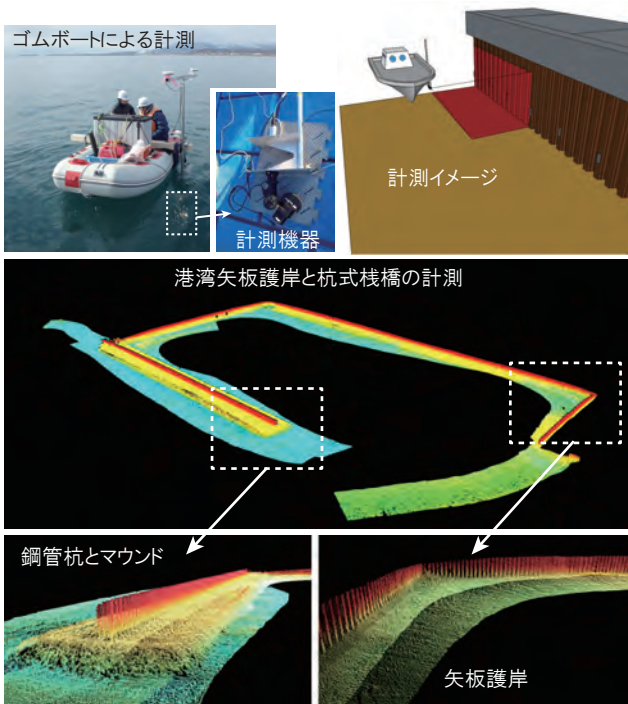 ゴムボートによる計測
計測機器
計測イメージ
港湾矢板護岸と杭式桟橋の計測
鋼管杭とマウンド
矢板護岸